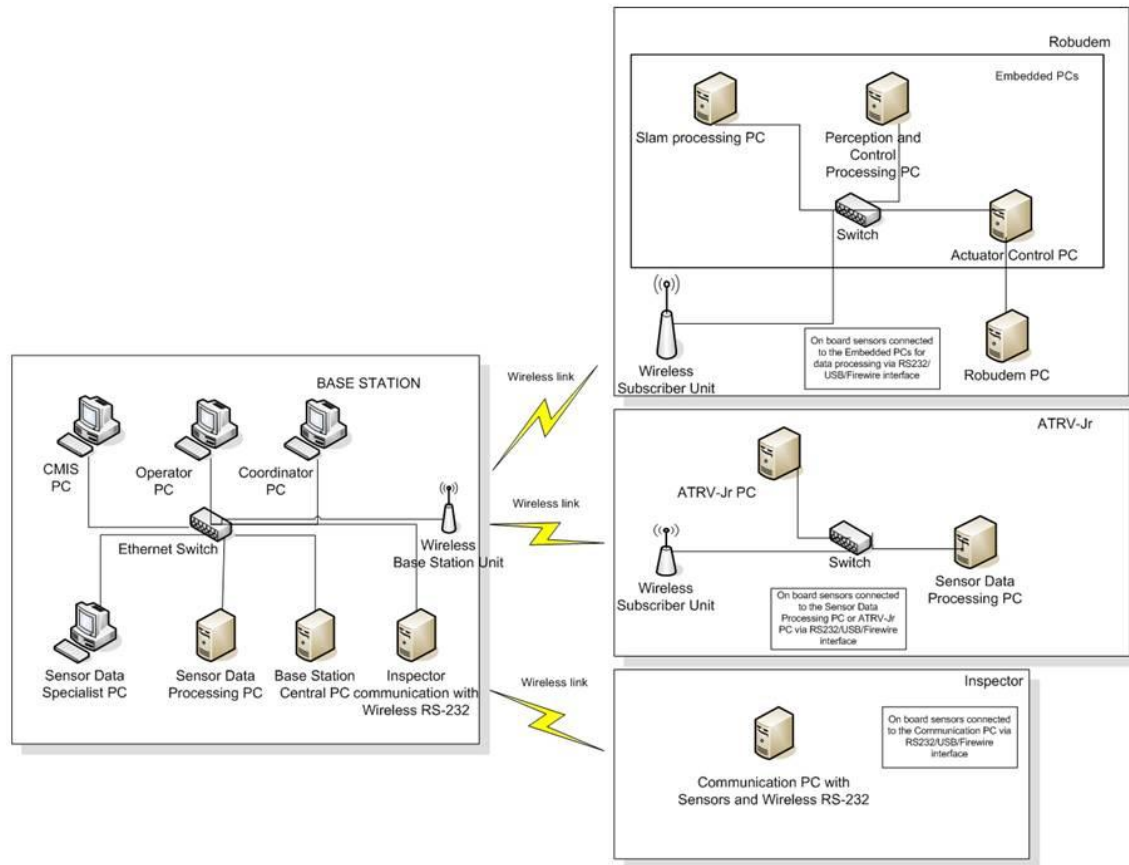 Robudem
Embedded PCs
Slam processing PC
Perception and
Control
Processing PC
Switch
Actuator Control PC
Wireless
Subscriber Unit
On board sensors connected
to the Embedded PCs for
data processing via RS232/
USB/Firewire interface
Robudem PC
BASE STATION
CMIS
PC
Operator
PC
Coordinator
PC
Ethernet Switch
Wireless
Base Station Unit
Sensor Data
Specialist PC
Sensor Data
Processing PC
Base Station
Central PC
Inspector
communication with
Wireless RS-232
Wireless link
Wireless link
Wireless link
ATRV-Jr
ATRV-Jr PC
Wireless
Subscriber Unit
Switch
Sensor Data
Processing PC
On board sensors connected
to the Sensor Data
Processing PC or ATRV-Jr
PC via RS232/USB/Firewire
interface
Inspector
On board sensors connected
to the Communication PC via
RS232/USB/Firewire
interface
Communication PC with
Sensors and Wireless RS-232